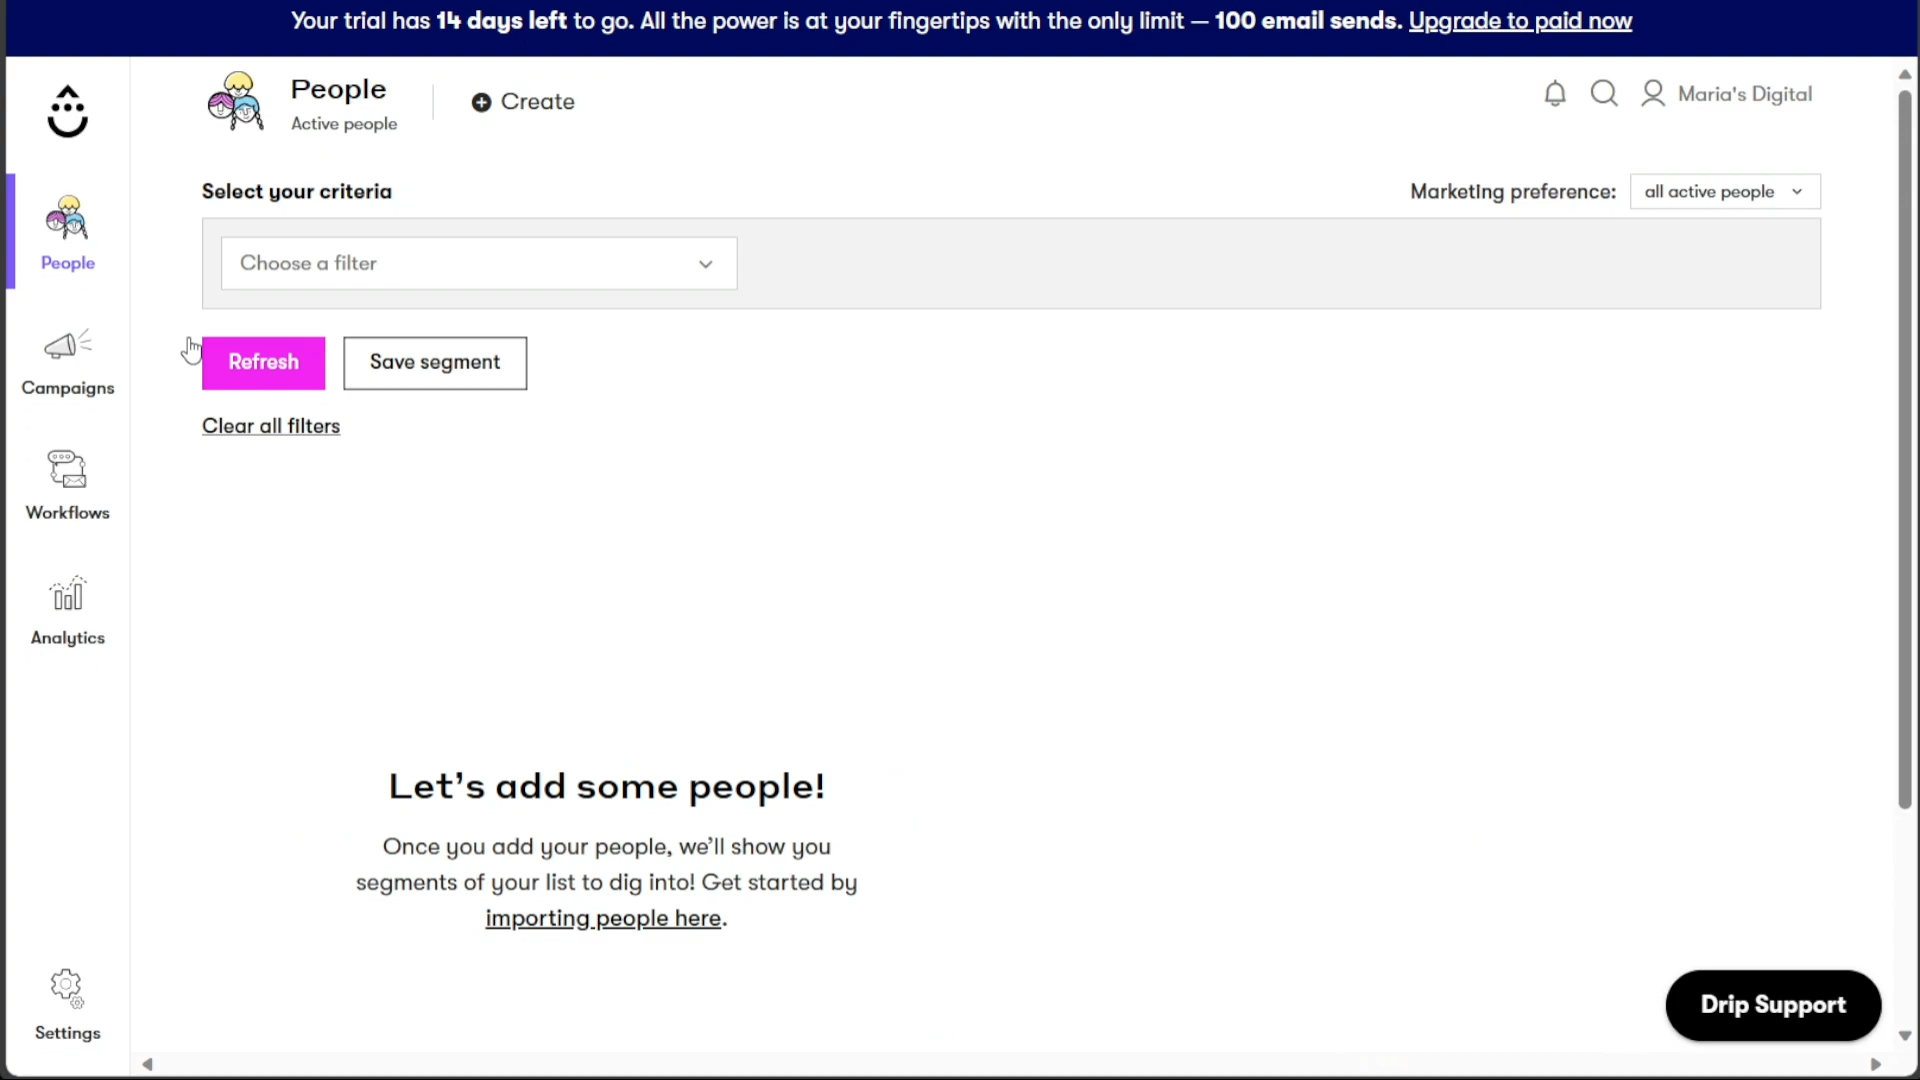 Your trial has 14 days left to go. All the power is at your fingertips with the only limit — 100 email sends. Upgrade to paid now
People
Active people
Create
Maria's Digital
Select your criteria
Marketing preference: all active people
Choose a filter
Refresh
Save segment
Clear all filters
People
Campaigns
Workflows
Analytics
Settings
Let's add some people!
Once you add your people, we'll show you
segments of your list to dig into! Get started by
importing people here.
Drip Support